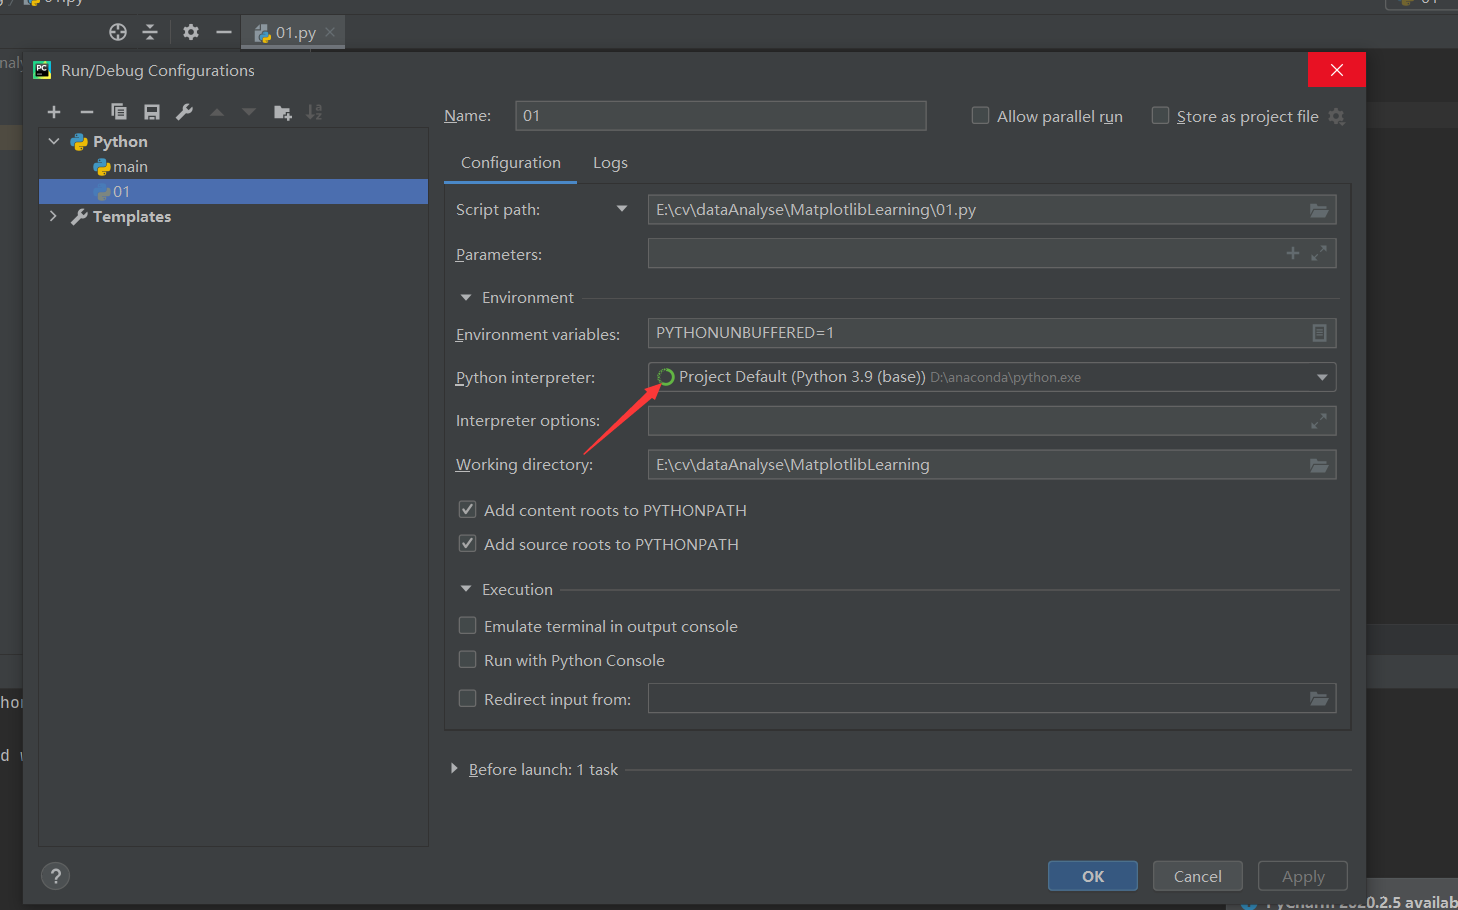 01.py
Run/Debug Configurations
Name: 01
Allow parallel run
Store as project file
Python
main
01
Templates
Configuration Logs
Script path: E:\cv\dataAnalyse\MatplotlibLearning\01.py
Parameters:
Environment
Environment variables: PYTHONUNBUFFERED=1
Python interpreter: Project Default (Python 3.9 (base)) D:\anaconda\python.exe
Interpreter options:
Working directory: E:\cv\dataAnalyse\MatplotlibLearning
Add content roots to PYTHONPATH
Add source roots to PYTHONPATH
Execution
Emulate terminal in output console
Run with Python Console
Redirect input from:
Before launch: 1 task
?
OK Cancel Apply